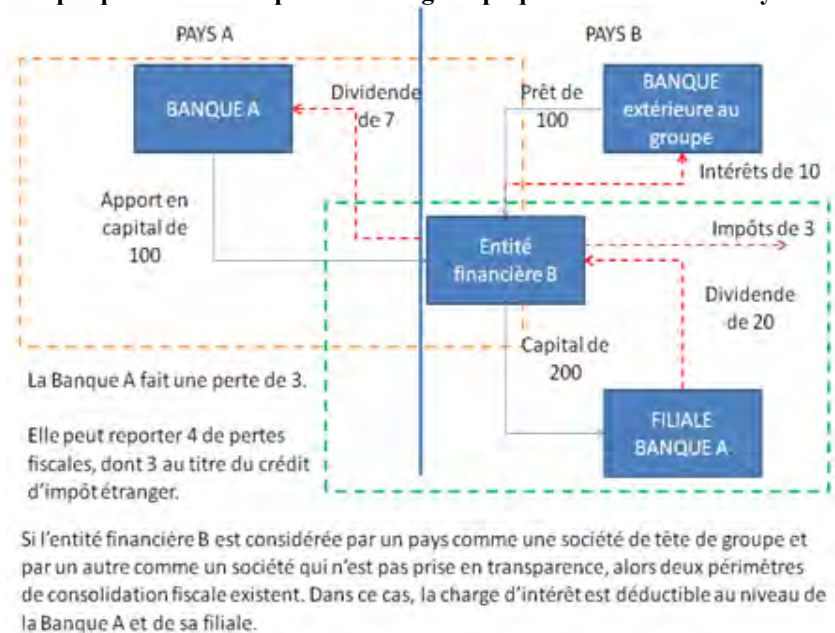 PAYS A
PAYS B
BANQUE A
Dividende
de 7
Prêt de
100
BANQUE
extérieure au
groupe
Intérêts de 10
Apport en
capital de
100
Entité
financière B
Impôts de 3
Dividende
de 20
Capital de
200
FILIALE
BANQUE A
La Banque A fait une perte de 3.
Elle peut reporter 4 de pertes
fiscales, dont 3 au titre du crédit
d'impôt étranger.
Si l'entité financière B est considérée par un pays comme une société de tête de groupe et
par un autre comme un société qui n'est pas prise en transparence, alors deux périmètres
de consolidation fiscale existent. Dans ce cas, la charge d'intérêt est déductible au niveau de
la Banque A et de sa filiale.